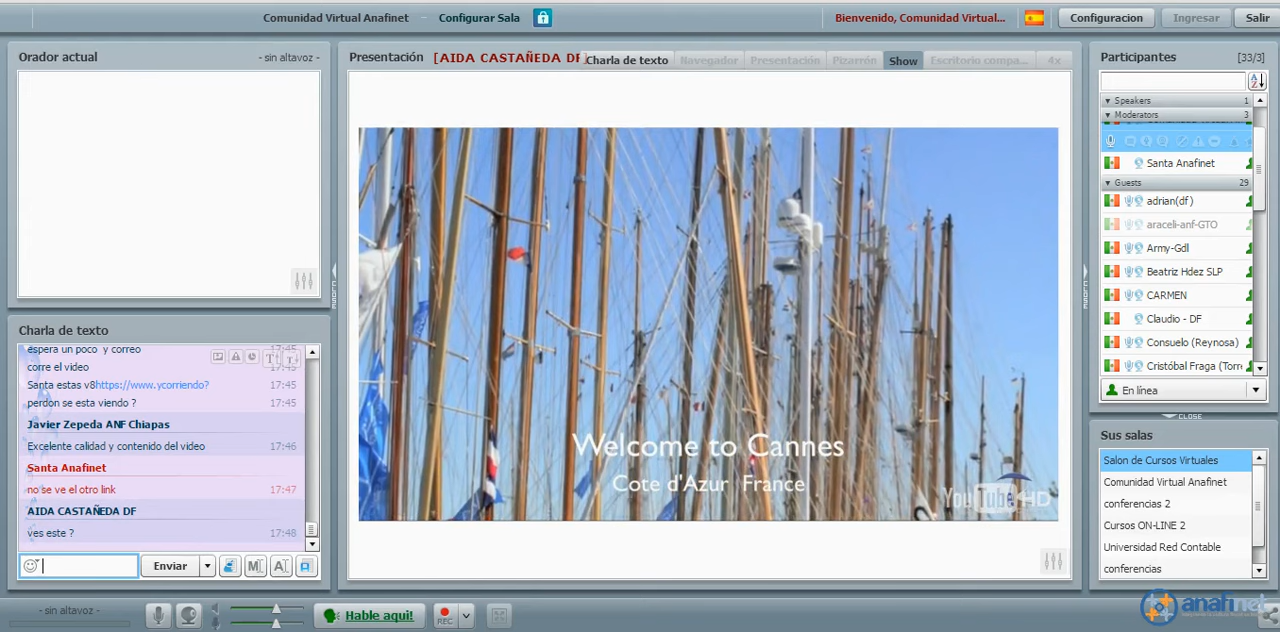 Comunidad Virtual Anafinet
Configurar Sala
Bienvenido, Comunidad Virtual...
Configuracion
Ingresar
Salir
Orador actual
- sin altavoz -
Presentación
[AIDA CASTAÑEDA DF
Charla de texto
Navegador
Presentación
Pizarrón
Show
Escritorio compa...
4x
Participantes
[33/3]
Speakers 1
Moderators 3
Santa Anafinet
Guests 29
adrian(df)
araceli-anf-GTO
Army-Gdl
Beatriz Hdez SLP
CARMEN
Claudio - DF
Consuelo (Reynosa)
Cristóbal Fraga (Torre
En línea
CLOSE
Sus salas
Salon de Cursos Virtuales
Comunidad Virtual Anafinet
conferencias 2
Cursos ON-LINE 2
Universidad Red Contable
conferencias
Charla de texto
espera un poco y correo 17:45
corre el video 17:45
Santa estas v8https://www.ycorriendo? 17:45
perdon se esta viendo ? 17:45
Javier Zepeda ANF Chiapas
Excelente calidad y contenido del video 17:46
Santa Anafinet
no se ve el otro link 17:47
AIDA CASTAÑEDA DF
ves este ? 17:48
Enviar
Welcome to Cannes
Cote d'Azur France
YouTube HD
- sin altavoz -
Hable aqui!
REC
anafinet